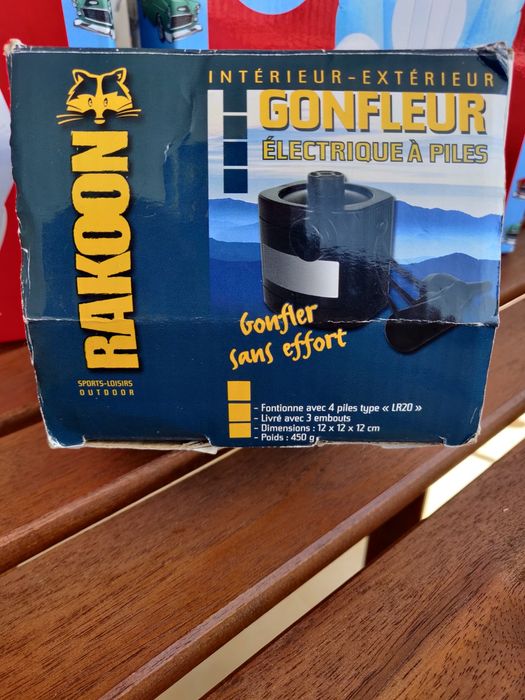 INTÉRIEUR-EXTÉRIEUR
GONFLEUR
ÉLECTRIQUE À PILES
RAKOON
SPORTS-LOISIRS
OUTDOOR
Gonfler
sans effort
- Fontionne avec 4 piles type « LR20 »
- Livré avec 3 embouts
- Dimensions : 12 x 12 x 12 cm
- Poids : 450 g